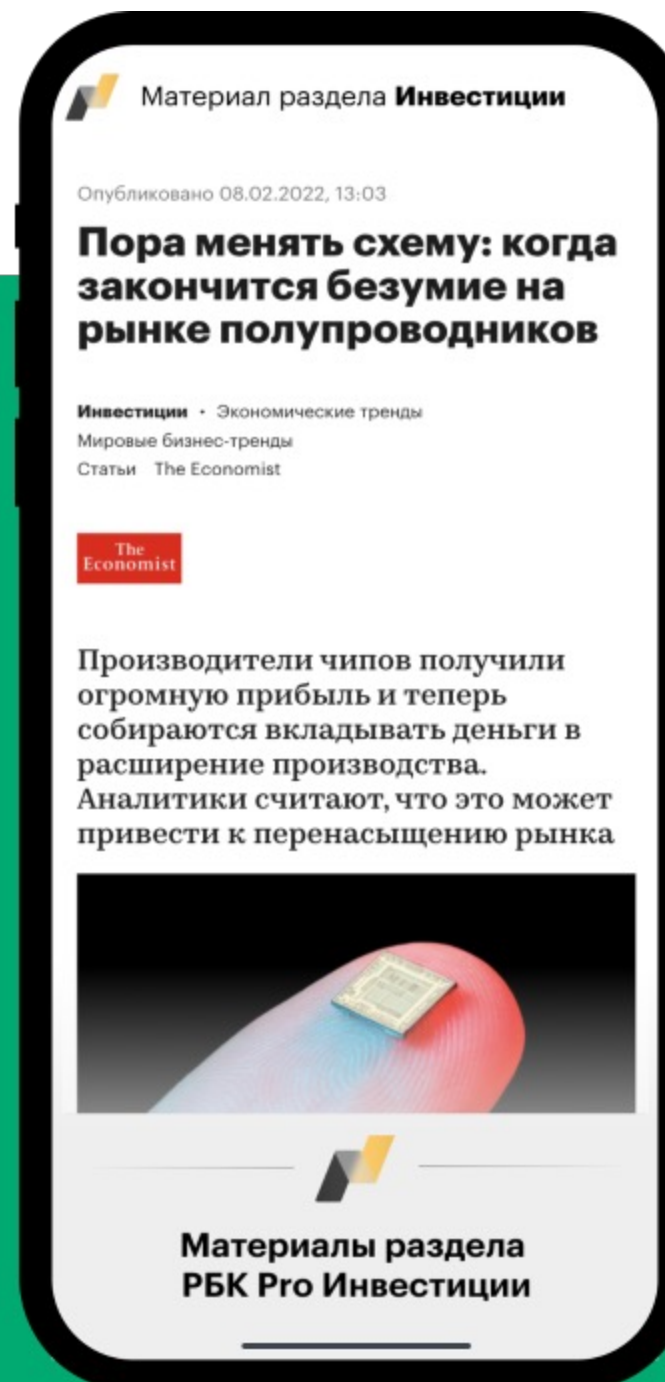 Материал раздела Инвестиции
Опубликовано 08.02.2022, 13:03
Пора менять схему: когда
закончится безумие на
рынке полупроводников
Инвестиции • Экономические тренды
Мировые бизнес-тренды
Статьи The Economist
The
Economist
Производители чипов получили
огромную прибыль и теперь
собираются вкладывать деньги в
расширение производства.
Аналитики считают, что это может
привести к перенасыщению рынка
Материалы раздела
РБК Pro Инвестиции